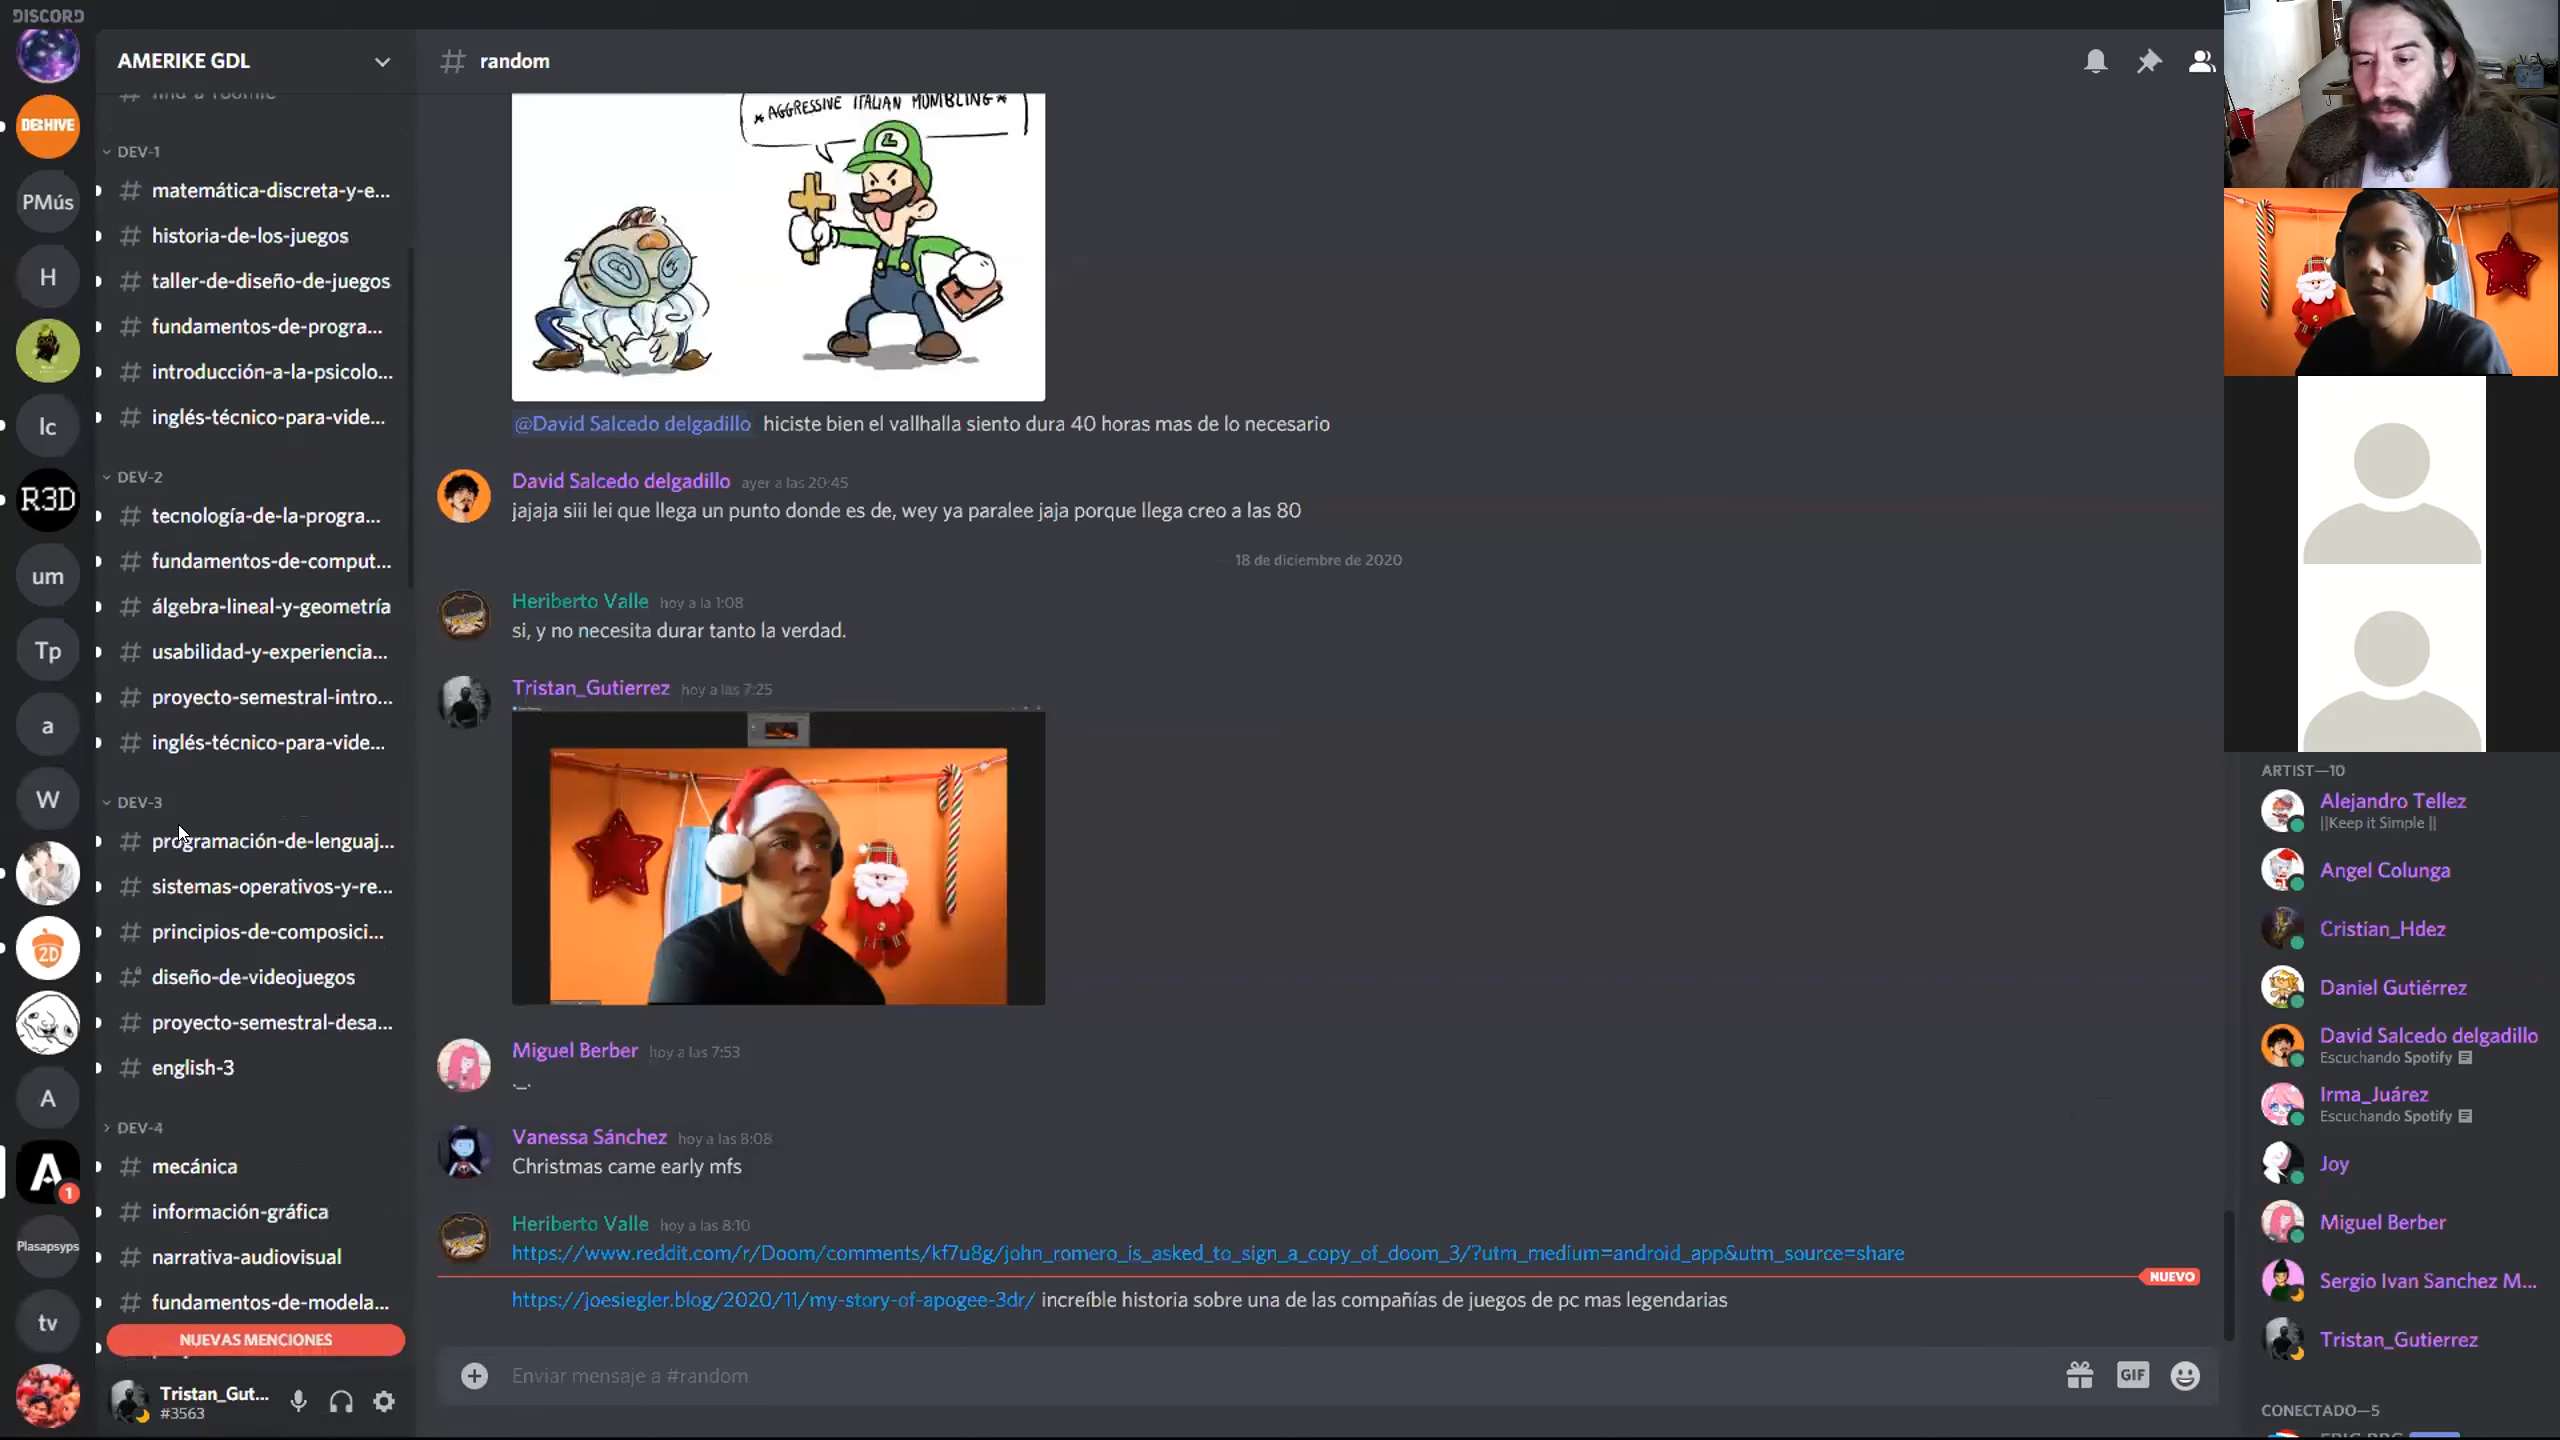 DISCORD
AMERIKE GDL
# random
DEV-1
# matemática-discreta-y-e...
# historia-de-los-juegos
# taller-de-diseño-de-juegos
# fundamentos-de-progra...
# introducción-a-la-psicolo...
# inglés-técnico-para-vide...
DEV-2
# tecnología-de-la-progra...
# fundamentos-de-comput...
# álgebra-lineal-y-geometría
# usabilidad-y-experiencia...
# proyecto-semestral-intro...
# inglés-técnico-para-vide...
DEV-3
# programación-de-lenguaj...
# sistemas-operativos-y-re...
# principios-de-composici...
# diseño-de-videojuegos
# proyecto-semestral-desa...
# english-3
DEV-4
# mecánica
# información-gráfica
# narrativa-audiovisual
# fundamentos-de-modela...
NUEVAS MENCIONES
Tristan_Gut...
#3563
DEVHIVE
PMús
H
Ic
R3D
um
Tp
a
W
2D
A
A
1
Plasapsyps
tv
*AGGRESSIVE ITALIAN MUMBLING*
L
@David Salcedo delgadillo hiciste bien el vallhalla siento dura 40 horas mas de lo necesario
David Salcedo delgadillo ayer a las 20:45
jajaja siii lei que llega un punto donde es de, wey ya paralee jaja porque llega creo a las 80
18 de diciembre de 2020
Heriberto Valle hoy a la 1:08
si, y no necesita durar tanto la verdad.
Tristan_Gutierrez hoy a las 7:25
Miguel Berber hoy a las 7:53
._.
Vanessa Sánchez hoy a las 8:08
Christmas came early mfs
Heriberto Valle hoy a las 8:10
https://www.reddit.com/r/Doom/comments/kf7u8g/john_romero_is_asked_to_sign_a_copy_of_doom_3/?utm_medium=android_app&utm_source=share
NUEVO
https://joesiegler.blog/2020/11/my-story-of-apogee-3dr/ increíble historia sobre una de las compañías de juegos de pc mas legendarias
Enviar mensaje a #random
GIF
ARTIST—10
Alejandro Tellez
||Keep it Simple ||
Angel Colunga
Cristian_Hdez
Daniel Gutiérrez
David Salcedo delgadillo
Escuchando Spotify
Irma_Juárez
Escuchando Spotify
Joy
Miguel Berber
Sergio Ivan Sanchez M...
Tristan_Gutierrez
CONECTADO—5